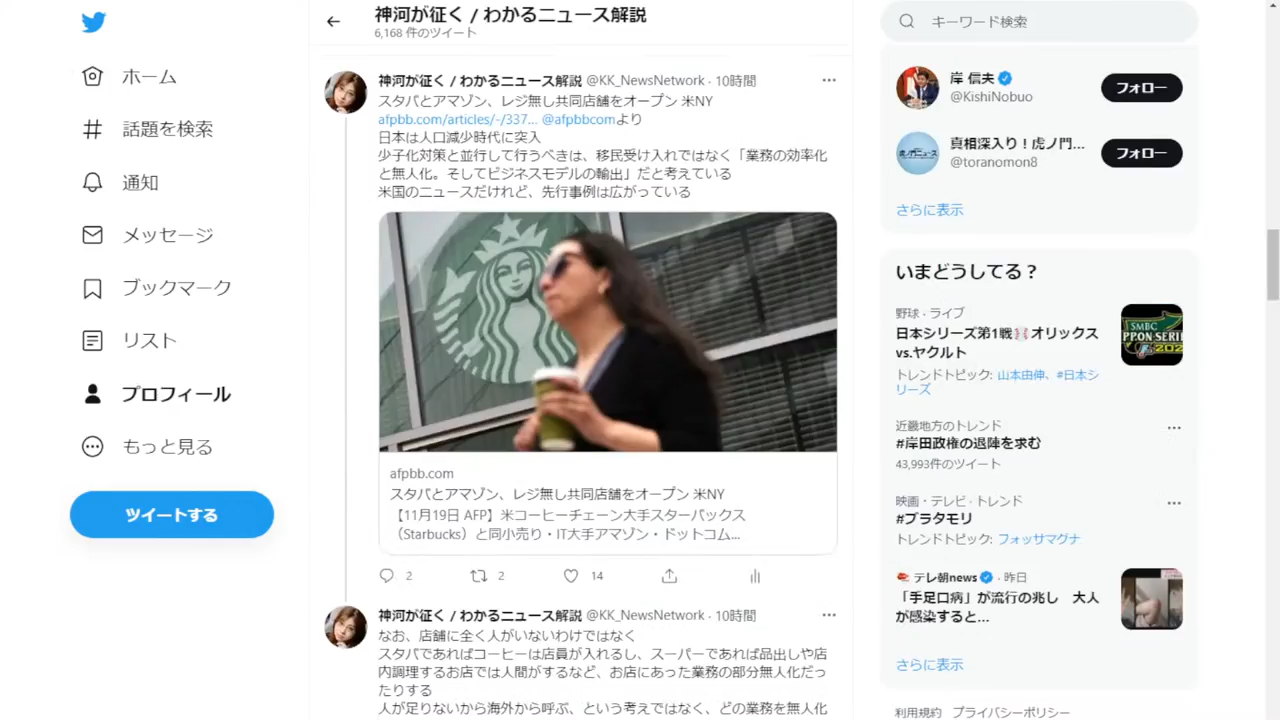 神河が征く / わかるニュース解説
6,168 件のツイート
ホーム
話題を検索
通知
メッセージ
ブックマーク
リスト
プロフィール
もっと見る
ツイートする
神河が征く / わかるニュース解説 @KK_NewsNetwork · 10時間
スタバとアマゾン、レジ無し共同店舗をオープン 米NY
afpbb.com/articles/-/337... @afpbbcomより
日本は人口減少時代に突入
少子化対策と並行して行うべきは、移民受け入れではなく「業務の効率化
と無人化。そしてビジネスモデルの輸出」だと考えている
米国のニュースだけれど、先行事例は広がっている
afpbb.com
スタバとアマゾン、レジ無し共同店舗をオープン 米NY
【11月19日 AFP】米コーヒーチェーン大手スターバックス
（Starbucks）と同小売り・IT大手アマゾン・ドットコム...
2
2
14
神河が征く / わかるニュース解説 @KK_NewsNetwork · 10時間
なお、店舗に全く人がいないわけではなく
スタバであればコーヒーは店員が入れるし、スーパーであれば品出しや店
内調理するお店では人間がするなど、お店にあった業務の部分無人化だっ
たりする
人が足りないから海外から呼ぶ、という考えではなく、どの業務を無人化
キーワード検索
岸 信夫
@KishiNobuo
フォロー
真相深入り！虎ノ門...
@toranomon8
フォロー
虎ノ門ニュース
さらに表示
いまどうしてる？
野球 · ライブ
日本シリーズ第1戦 オリックス
vs.ヤクルト
トレンドトピック: 山本由伸、#日本シ
リーズ
SMBC
近畿地方のトレンド
#岸田政権の退陣を求む
43,993件のツイート
映画・テレビ · トレンド
#ブラタモリ
トレンドトピック: フォッサマグナ
テレ朝news · 昨日
「手足口病」が流行の兆し 大人
が感染すると...
さらに表示
利用規約 プライバシーポリシー